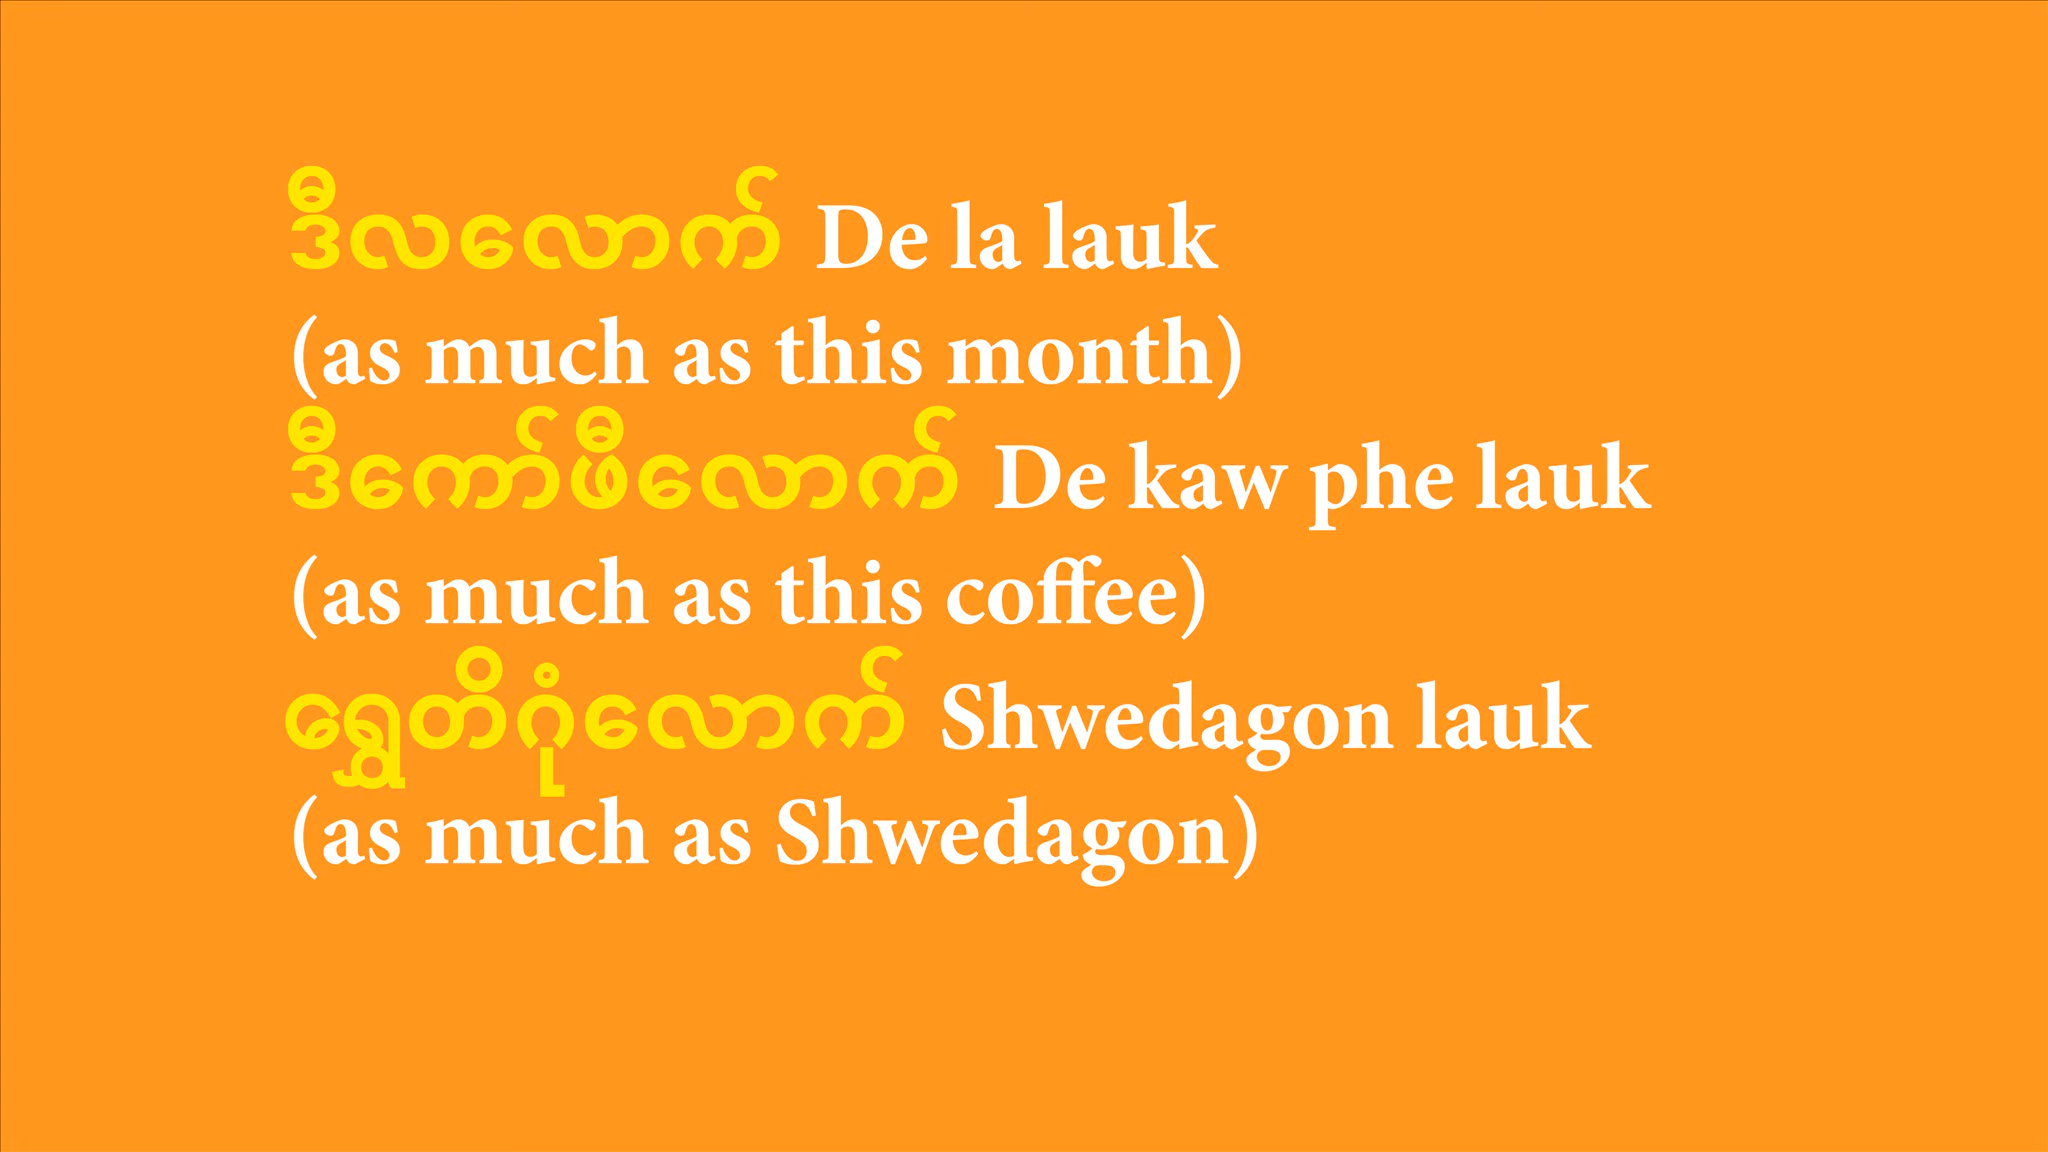 ဒီလလောက် De la lauk
(as much as this month)
ဒီကော်ဖီလောက် De kaw phe lauk
(as much as this coffee)
ရွှေတိဂုံလောက် Shwedagon lauk
(as much as Shwedagon)